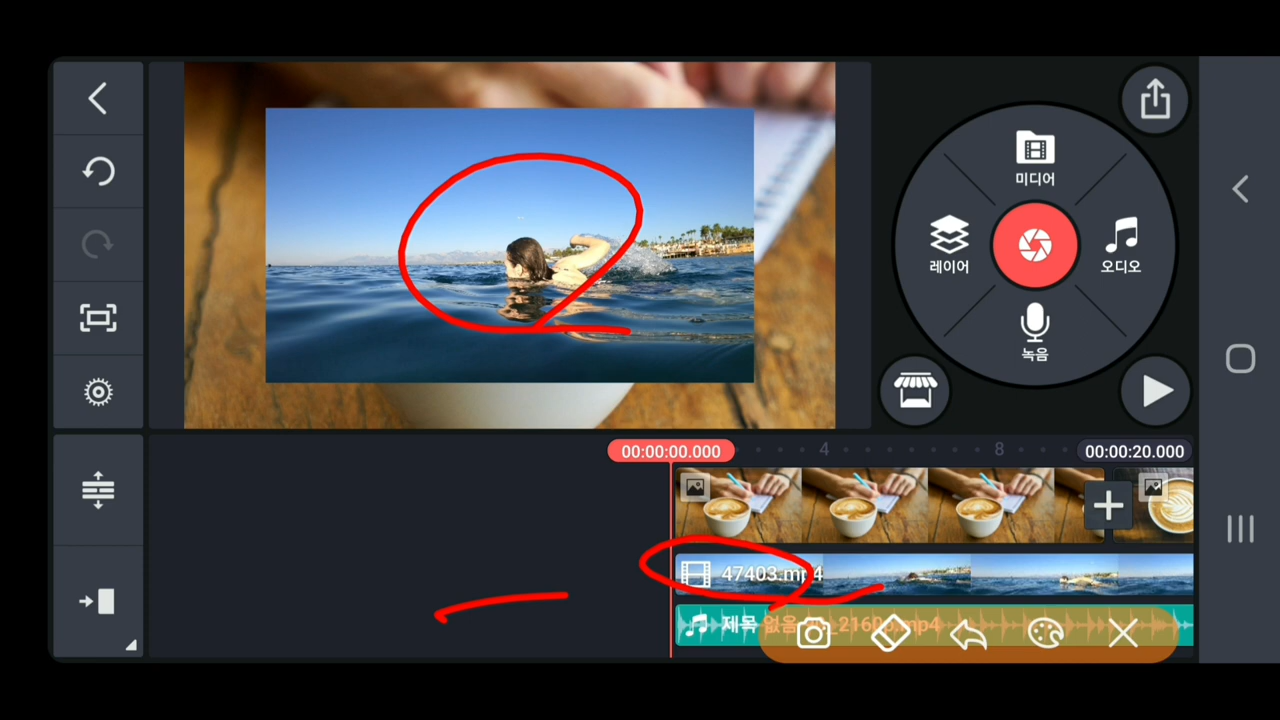 미디어
레이어
오디오
녹음
00:00:00.000
4
8
00:00:20.000
47403.mp4
제목 없음 30_2160p.mp4